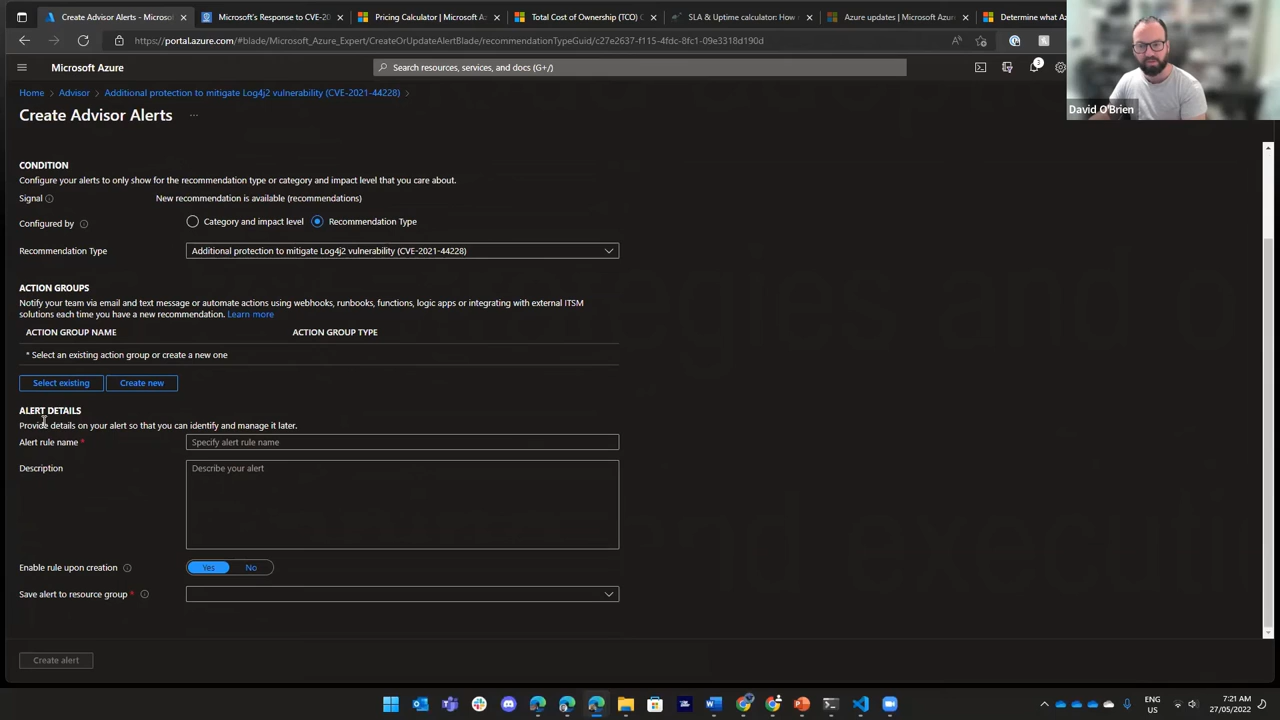 Create Advisor Alerts - Microsof
Microsoft's Response to CVE-20
Pricing Calculator | Microsoft Az
Total Cost of Ownership (TCO) C
SLA & Uptime calculator: How
Azure updates | Microsoft Azure
Determine what Az
https://portal.azure.com/#blade/Microsoft_Azure_Expert/CreateOrUpdateAlertBlade/recommendationTypeGuid/c27e2637-f115-4fdc-8fc1-09e3318d190d
Microsoft Azure
Search resources, services, and docs (G+/)
3
David O'Brien
Home > Advisor > Additional protection to mitigate Log4j2 vulnerability (CVE-2021-44228) >
Create Advisor Alerts ...
CONDITION
Configure your alerts to only show for the recommendation type or category and impact level that you care about.
Signal New recommendation is available (recommendations)
Configured by Category and impact level Recommendation Type
Recommendation Type Additional protection to mitigate Log4j2 vulnerability (CVE-2021-44228)
ACTION GROUPS
Notify your team via email and text message or automate actions using webhooks, runbooks, functions, logic apps or integrating with external ITSM
solutions each time you have a new recommendation. Learn more
ACTION GROUP NAME ACTION GROUP TYPE
* Select an existing action group or create a new one
Select existing Create new
ALERT DETAILS
Provide details on your alert so that you can identify and manage it later.
Alert rule name * Specify alert rule name
Description Describe your alert
Enable rule upon creation Yes No
Save alert to resource group *
Create alert
ENG
US
7:21 AM
27/05/2022